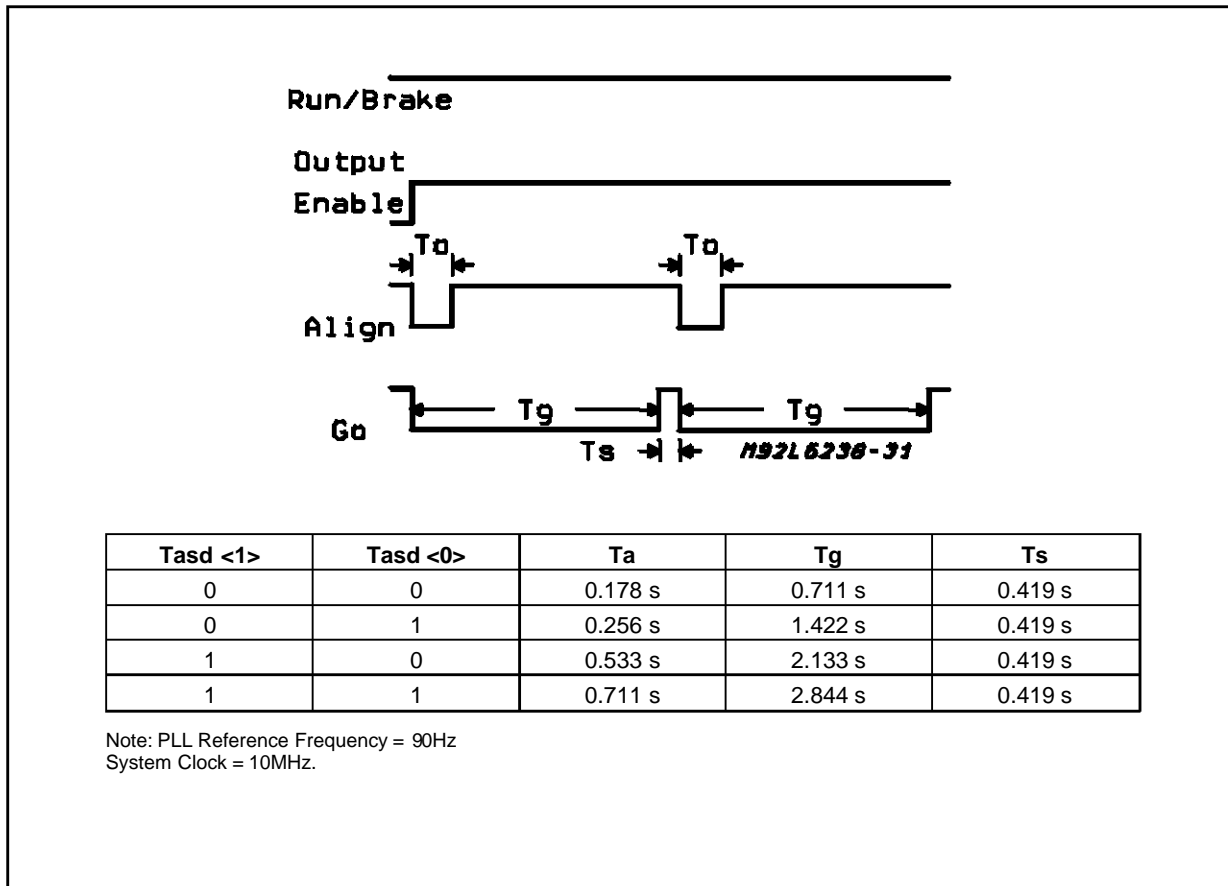 Run/Brake
Output
Enable
Ta Ta
Align
Tg Tg
Go
Ts M92L6238-31
Tasd <1> Tasd <0> Ta Tg Ts
0 0 0.178 s 0.711 s 0.419 s
0 1 0.256 s 1.422 s 0.419 s
1 0 0.533 s 2.133 s 0.419 s
1 1 0.711 s 2.844 s 0.419 s
Note: PLL Reference Frequency = 90Hz
System Clock = 10MHz.